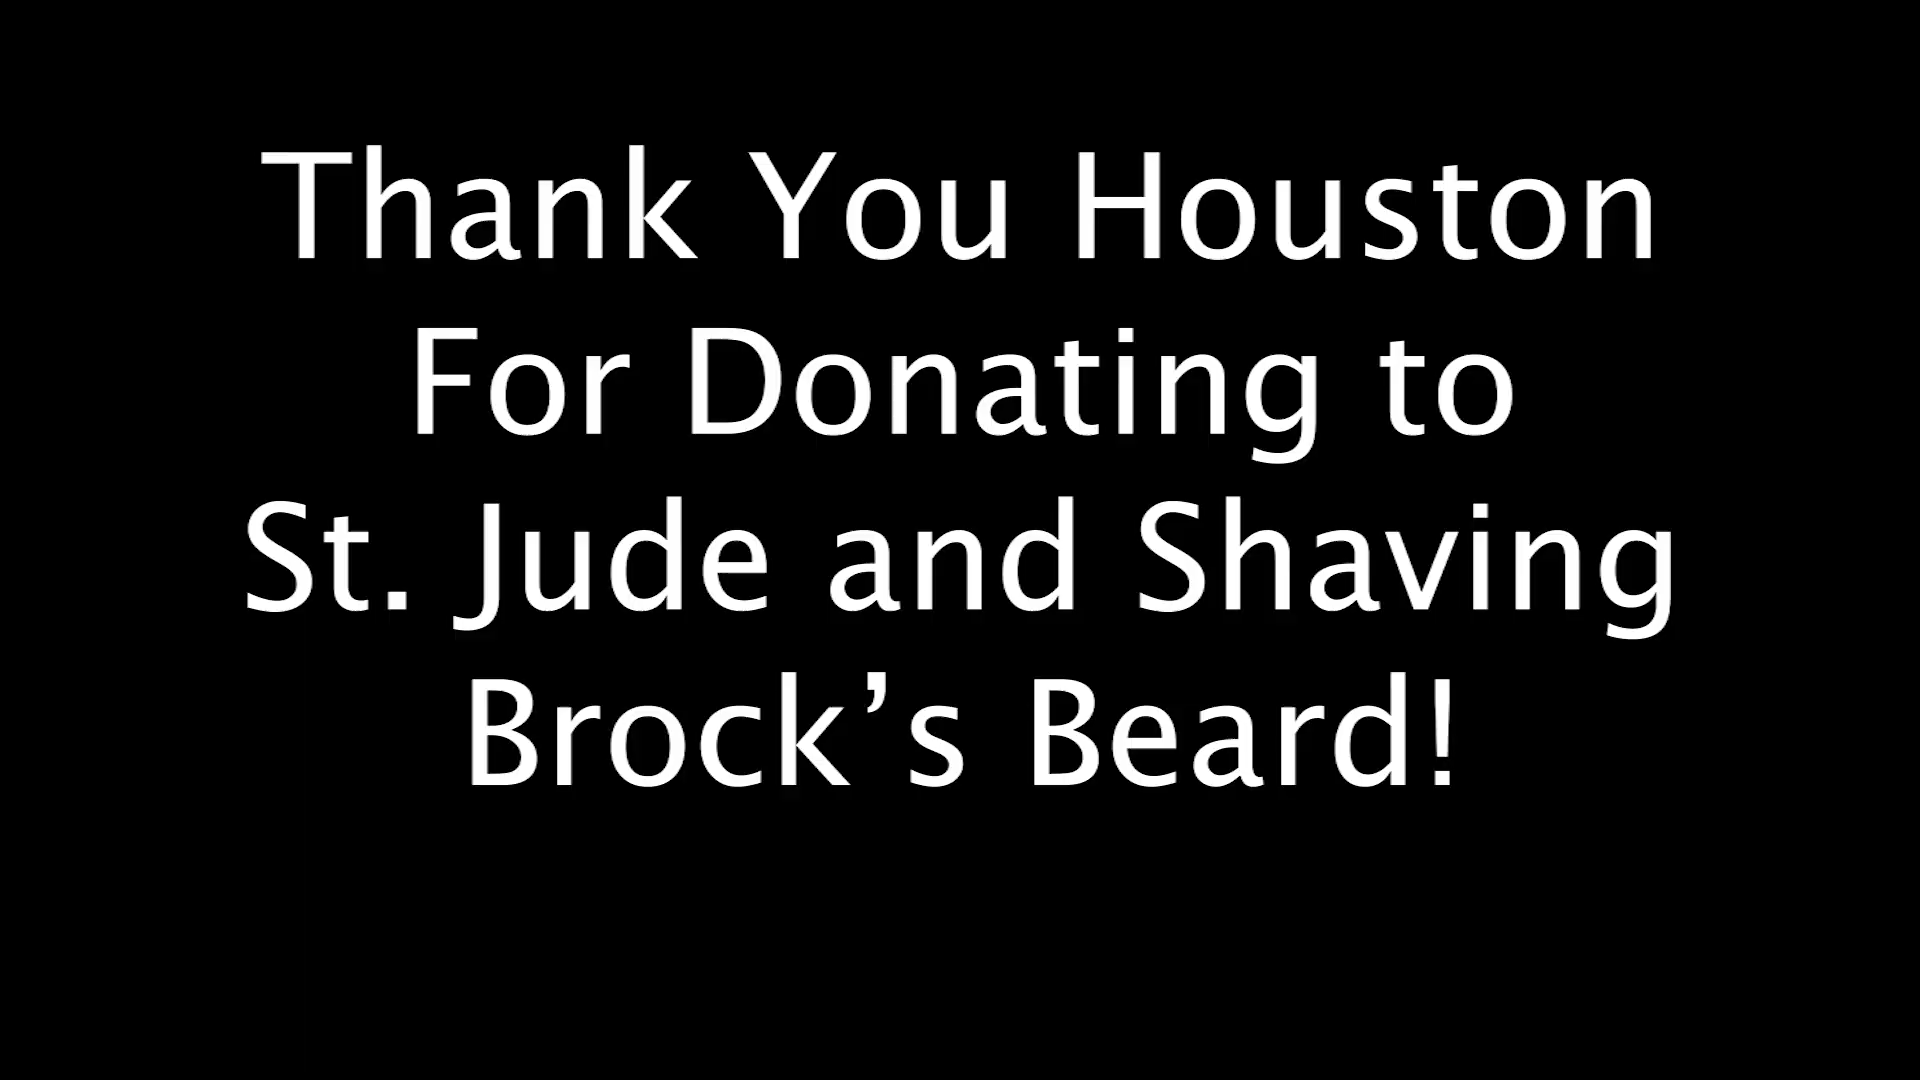 Thank You Houston
For Donating to
St. Jude and Shaving
Brock’s Beard!